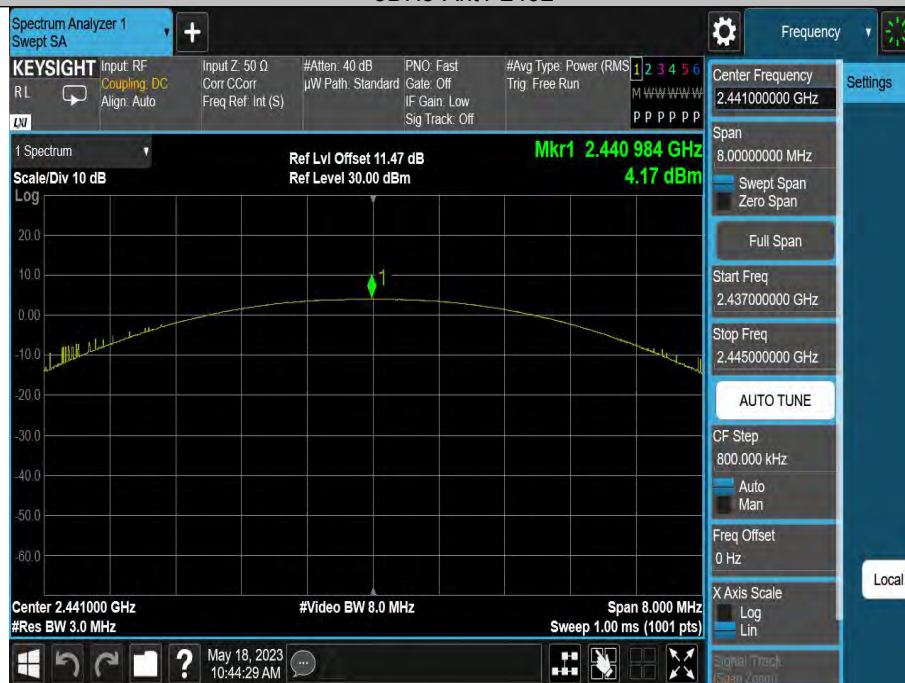 Spectrum Analyzer 1
Swept SA
+
Frequency
KEYSIGHT
RL
LXI
Input: RF
Coupling: DC
Align: Auto
Input Z: 50 Ω
Corr CCorr
Freq Ref: Int (S)
#Atten: 40 dB
µW Path: Standard
PNO: Fast
Gate: Off
IF Gain: Low
Sig Track: Off
#Avg Type: Power (RMS
Trig: Free Run
1 2 3 4 5 6
M W W W W W
P P P P P P
1 Spectrum
Scale/Div 10 dB
Log
Ref Lvl Offset 11.47 dB
Ref Level 30.00 dBm
Mkr1 2.440 984 GHz
4.17 dBm
1
20.0
10.0
0.00
-10.0
-20.0
-30.0
-40.0
-50.0
-60.0
Center 2.441000 GHz
#Res BW 3.0 MHz
#Video BW 8.0 MHz
Span 8.000 MHz
Sweep 1.00 ms (1001 pts)
Center Frequency
2.441000000 GHz
Span
8.00000000 MHz
Swept Span
Zero Span
Full Span
Start Freq
2.437000000 GHz
Stop Freq
2.445000000 GHz
AUTO TUNE
CF Step
800.000 kHz
Auto
Man
Freq Offset
0 Hz
X Axis Scale
Log
Lin
Signal Track
(Span Zoom)
Settings
Local
?
May 18, 2023
10:44:29 AM